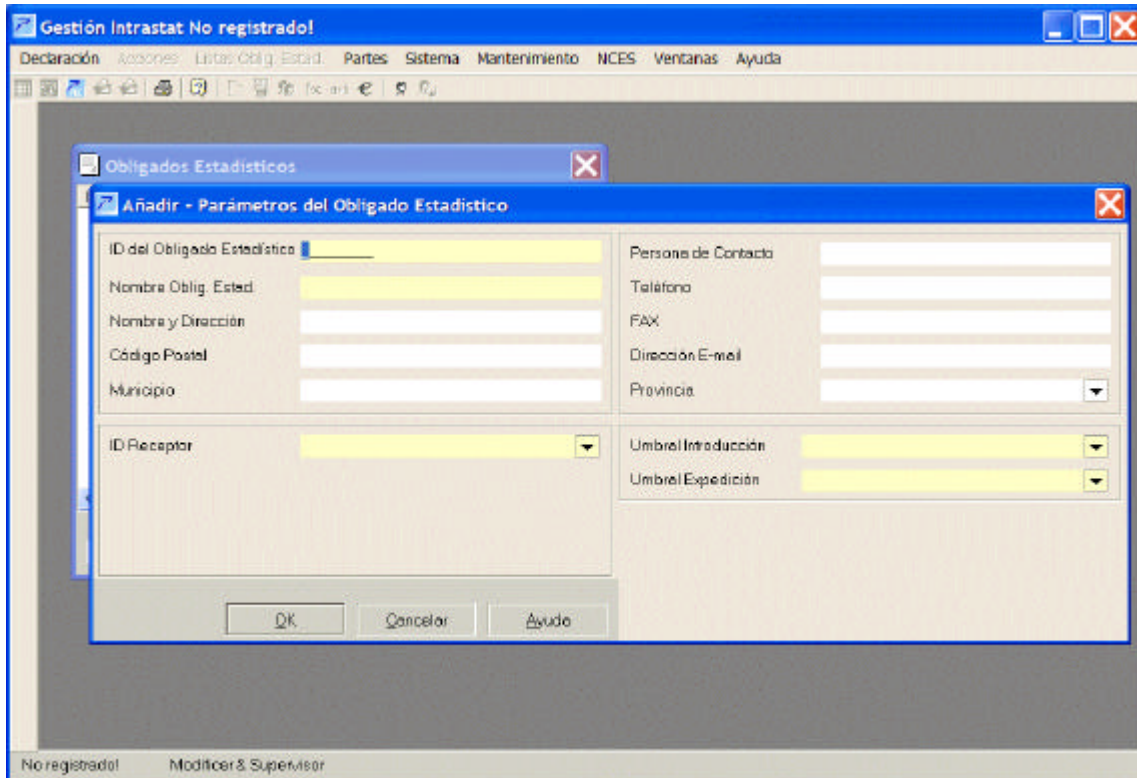 Gestión Intrastat No registrado!
Declaración Acciones Listas Oblig. Estad. Partes Sistema Mantenimiento NCES Ventanas Ayuda
Obligados Estadísticos
Añadir - Parámetros del Obligado Estadístico
ID del Obligado Estadístico
Nombre Oblig. Estad.
Nombre y Dirección
Código Postal
Municipio
Persona de Contacto
Teléfono
FAX
Dirección E-mail
Provincia
ID Receptor
Umbral Introducción
Umbral Expedición
OK Cancelar Ayuda
No registrado! Modificar & Supervisor